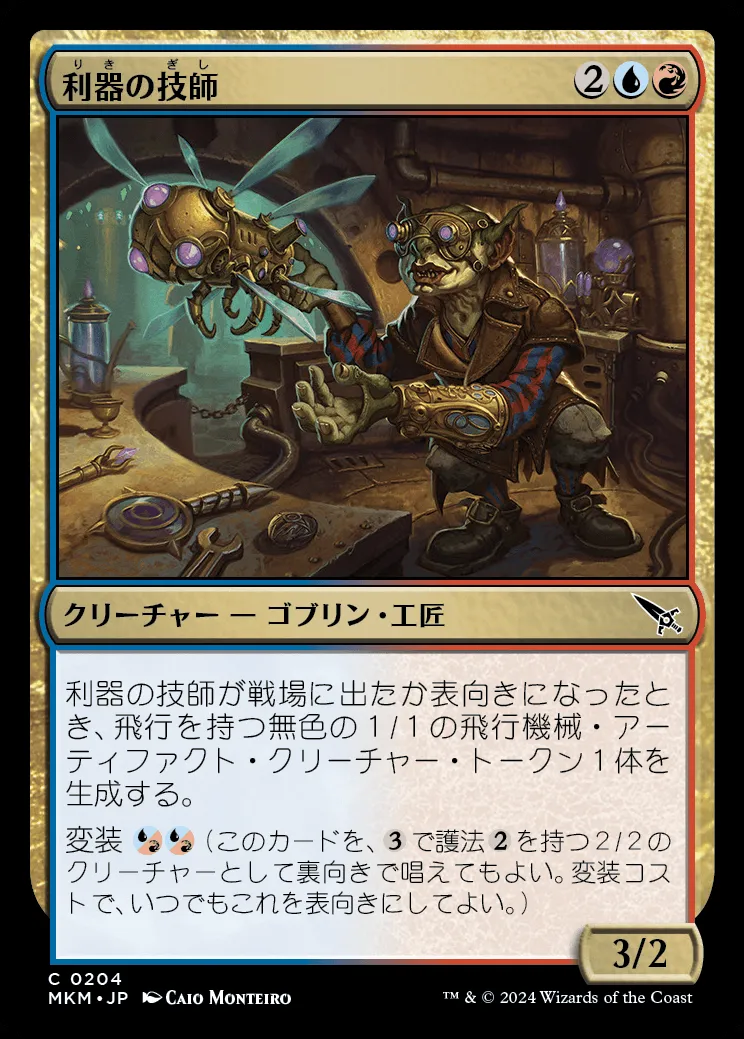 りき ぎし
利器の技師
2
クリーチャー — ゴブリン・工匠
利器の技師が戦場に出たか表向きになったと
き、飛行を持つ無色の1/1の飛行機械・アー
ティファクト・クリーチャー・トークン1体を
生成する。
変装 (このカードを、3で護法2を持つ2/2の
クリーチャーとして裏向きで唱えてもよい。変装コス
トで、いつでもこれを表向きにしてよい。)
3/2
C 0204
MKM • JP CAIO MONTEIRO
™ & © 2024 Wizards of the Coast